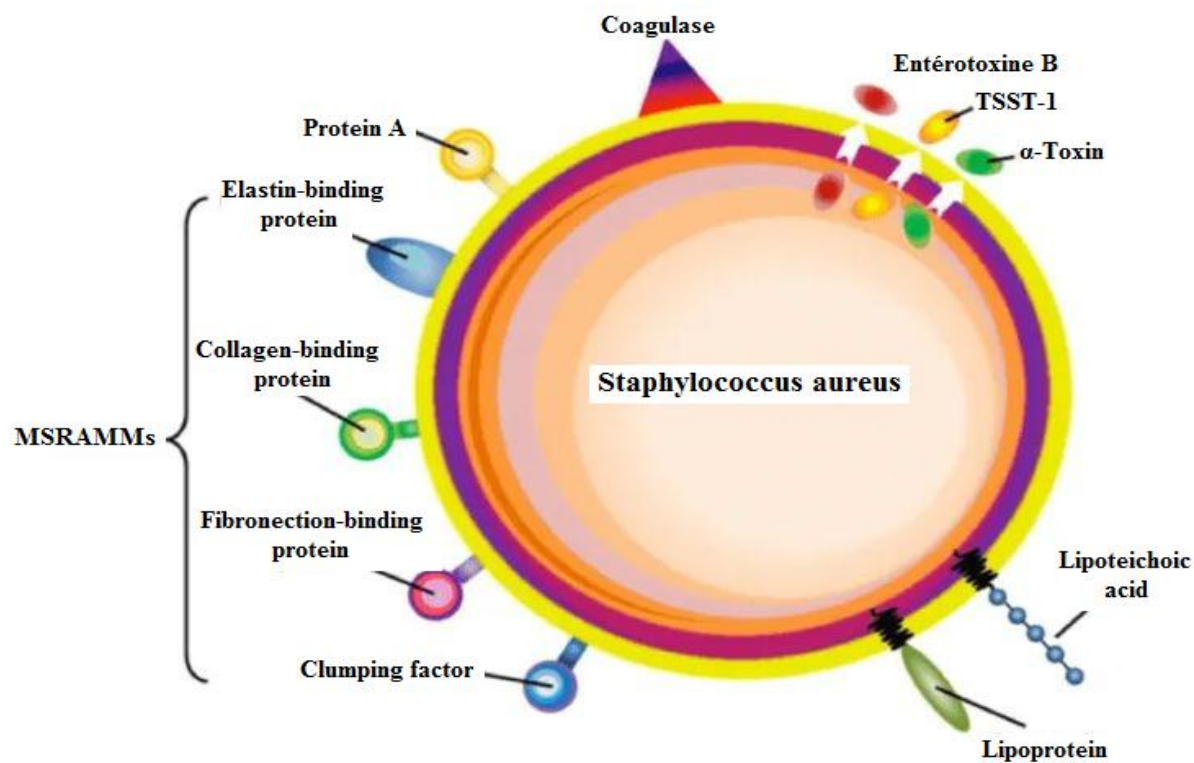 Coagulase
Entérotoxine B
TSST-1
α-Toxin
Protein A
Elastin-binding
protein
Collagen-binding
protein
Staphylococcus aureus
MSRAMMs
Fibronection-binding
protein
Lipoteichoic
acid
Clumping factor
Lipoprotein